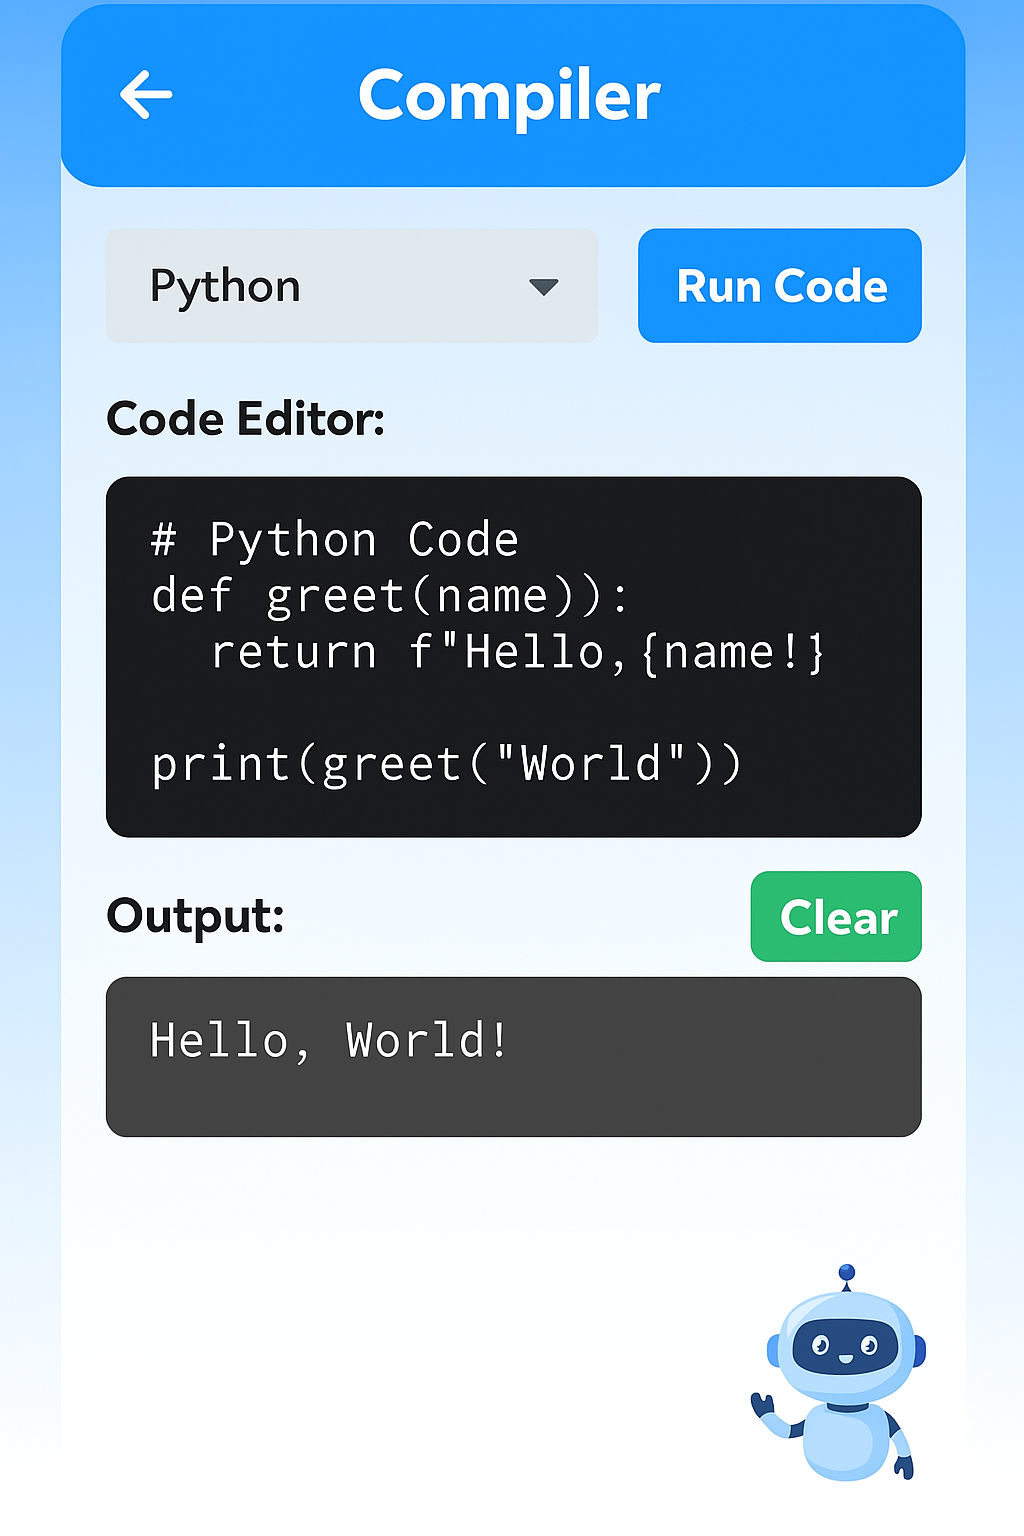 Compiler
Python
Run Code
Code Editor:
# Python Code
def greet(name)):
  return f"Hello,{name!}

print(greet("World"))
Output:
Clear
Hello, World!